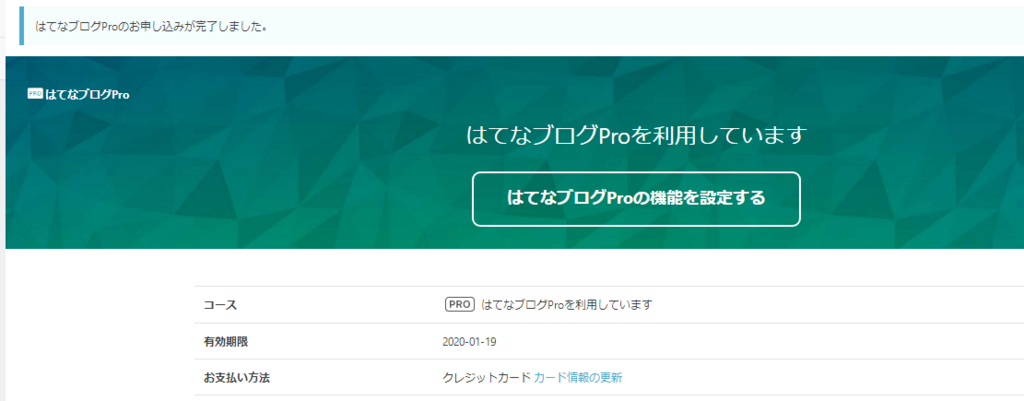 はてなブログProのお申し込みが完了しました。
PRO はてなブログPro
はてなブログProを利用しています
はてなブログProの機能を設定する
コース PRO はてなブログProを利用しています
有効期限 2020-01-19
お支払い方法 クレジットカード カード情報の更新